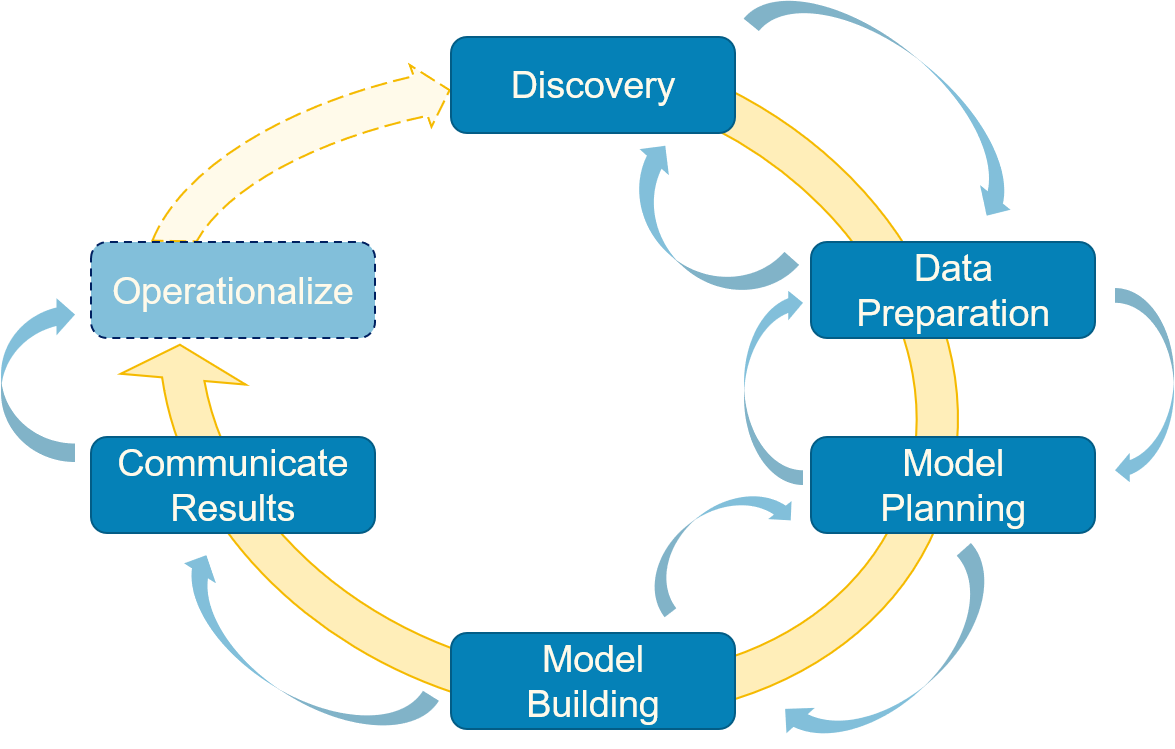 Discovery
Data
Preparation
Model
Planning
Model
Building
Communicate
Results
Operationalize